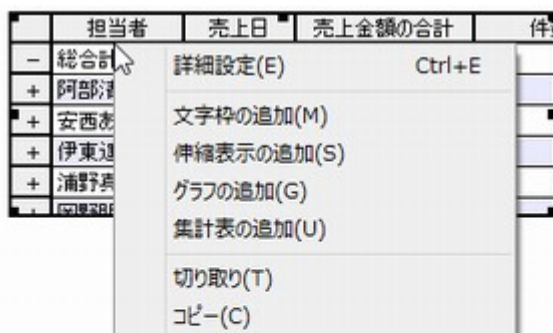 担当者 売上日 売上金額の合計
− 総合計
+ 阿部
+ 安西あ
+ 伊東
+ 浦野真
+
詳細設定(E) Ctrl+E
文字枠の追加(M)
伸縮表示の追加(S)
グラフの追加(G)
集計表の追加(U)
切り取り(T)
コピー(C)